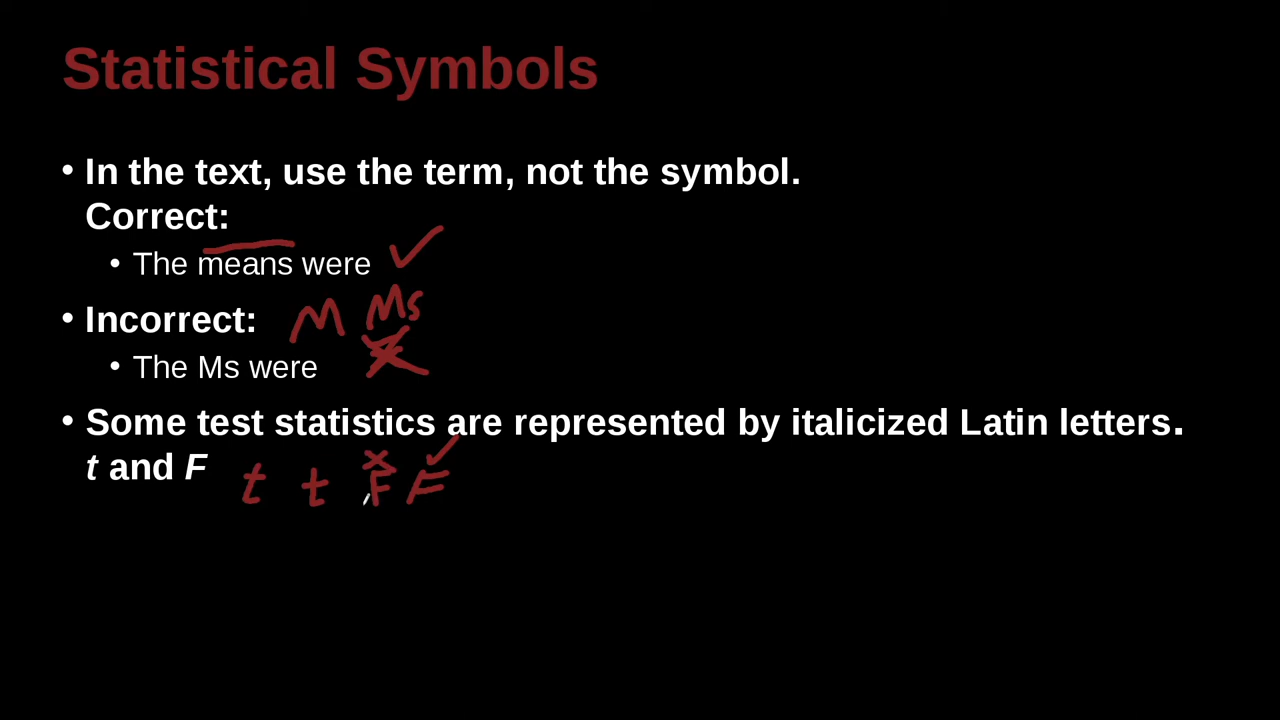 Statistical Symbols
• In the text, use the term, not the symbol.
Correct:
• The means were
• Incorrect: M Ms
• The Ms were
• Some test statistics are represented by italicized Latin letters.
t and F t t F F